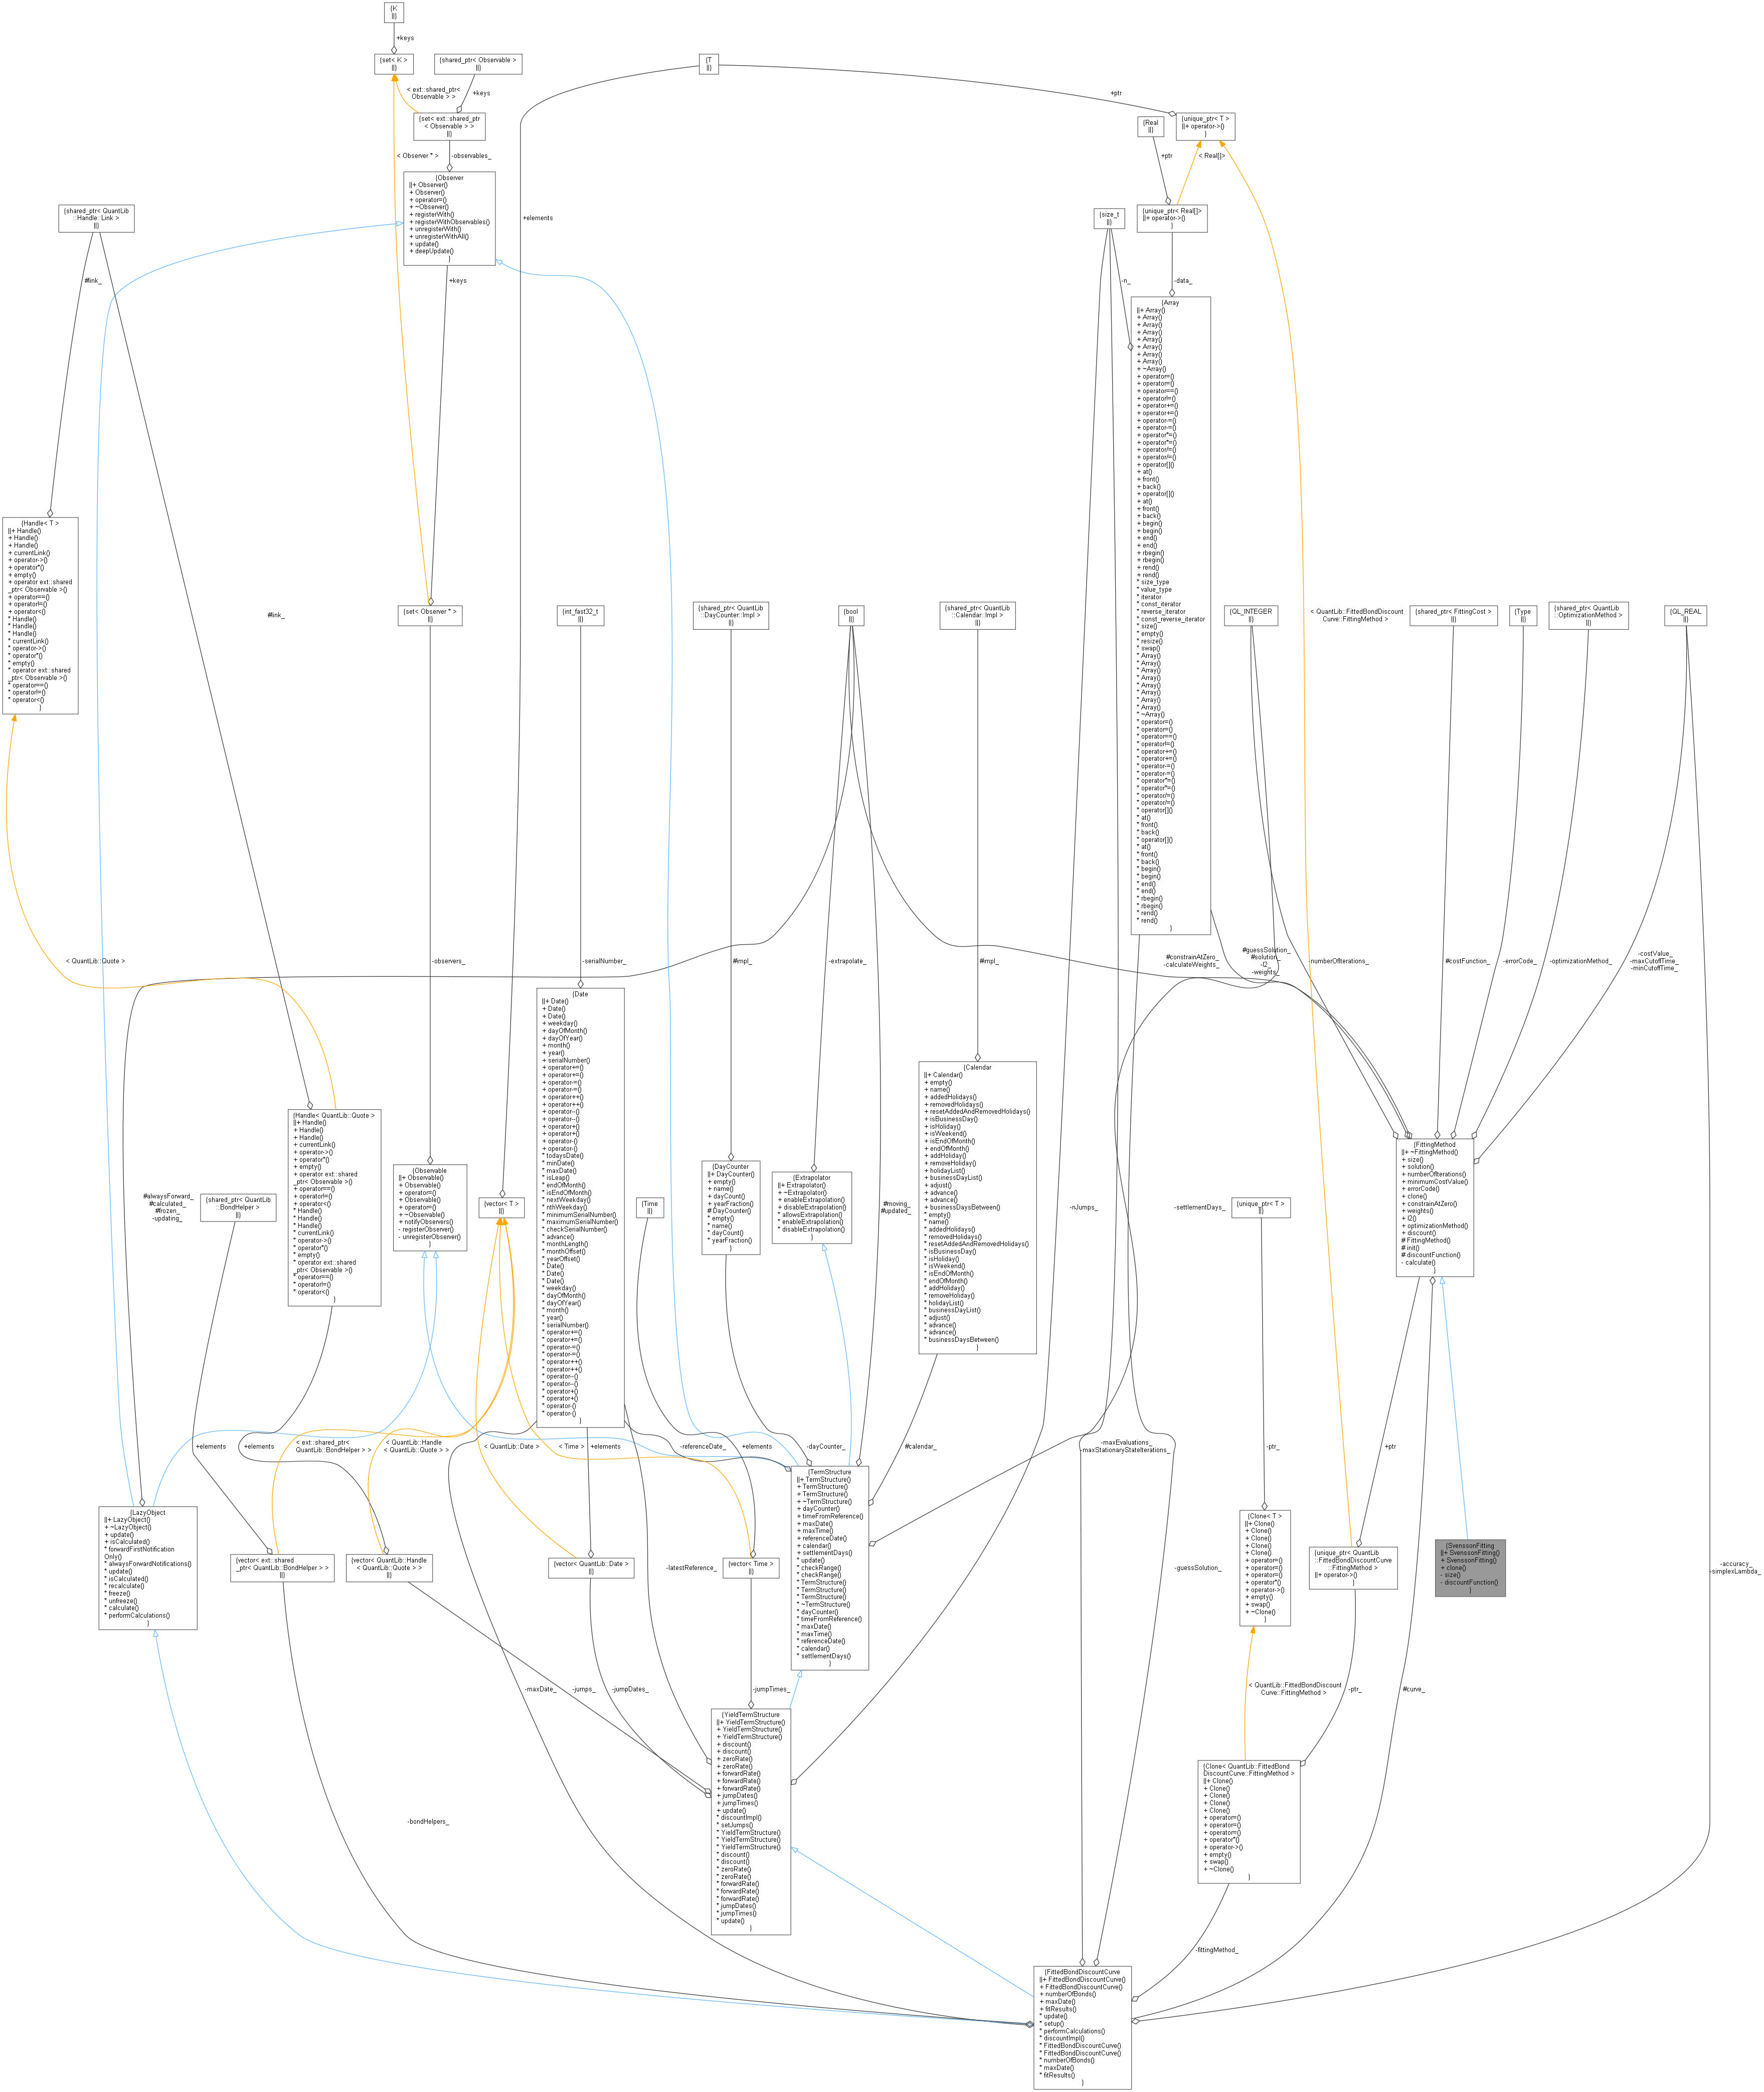 {K
||}
+keys
{set< K >
||}
{shared_ptr< Observable >
||}
{T
||}
< ext::shared_ptr<
Observable > >
+keys
+ptr
{set< ext::shared_ptr
< Observable > >
||}
{unique_ptr< T >
||+ operator->()
}
{Real
||}
< Observer * >
-observables_
+ptr
< Real[]>
{Observer
||+ Observer()
+ Observer()
+ operator=()
+ ~Observer()
+ registerWith()
+ registerWithObservables()
+ unregisterWith()
+ unregisterWithAll()
+ update()
+ deepUpdate()
}
{shared_ptr< QuantLib
::Handle::Link >
||}
+elements
{size_t
||}
{unique_ptr< Real[]>
||+ operator->()
}
#link_
+keys
-n_
-data_
{Array
||+ Array()
+ Array()
+ Array()
+ Array()
+ Array()
+ Array()
+ Array()
+ Array()
+ ~Array()
+ operator=()
+ operator=()
+ operator==()
+ operator!=()
+ operator+=()
+ operator+=()
+ operator-=()
+ operator-=()
+ operator*=()
+ operator*=()
+ operator/=()
+ operator/=()
+ operator[]()
+ at()
+ front()
+ back()
+ operator[]()
+ at()
+ front()
+ back()
+ begin()
+ begin()
+ end()
+ end()
+ rbegin()
+ rbegin()
+ rend()
+ rend()
* size_type
* value_type
* iterator
* const_iterator
* reverse_iterator
* const_reverse_iterator
* size()
* empty()
* resize()
* swap()
* Array()
* Array()
* Array()
* Array()
* Array()
* Array()
* Array()
* Array()
* ~Array()
* operator=()
* operator=()
* operator==()
* operator!=()
* operator+=()
* operator+=()
* operator-=()
* operator-=()
* operator*=()
* operator*=()
* operator/=()
* operator/=()
* operator[]()
* at()
* front()
* back()
* operator[]()
* at()
* front()
* back()
* begin()
* begin()
* end()
* end()
* rbegin()
* rbegin()
* rend()
* rend()
}
{Handle< T >
||+ Handle()
+ Handle()
+ Handle()
+ currentLink()
+ operator->()
+ operator*()
+ empty()
+ operator ext::shared
_ptr< Observable >()
+ operator==()
+ operator!=()
+ operator<()
* Handle()
* Handle()
* Handle()
* currentLink()
* operator->()
* operator*()
* empty()
* operator ext::shared
_ptr< Observable >()
* operator==()
* operator!=()
* operator<()
}
#link_
{set< Observer * >
||}
{int_fast32_t
||}
{shared_ptr< QuantLib
::DayCounter::Impl >
||}
{bool
||}
{shared_ptr< QuantLib
::Calendar::Impl >
||}
{QL_INTEGER
||}
< QuantLib::FittedBondDiscount
Curve::FittingMethod >
{shared_ptr< FittingCost >
||}
{Type
||}
{shared_ptr< QuantLib
::OptimizationMethod >
||}
{QL_REAL
||}
< QuantLib::Quote >
-observers_
-serialNumber_
#impl_
-extrapolate_
#impl_
#constrainAtZero_
-calculateWeights_
#guessSolution_
#solution_
-l2_
-weights_
-numberOfIterations_
#costFunction_
-errorCode_
-optimizationMethod_
-costValue_
-maxCutoffTime_
-minCutoffTime_
{Date
||+ Date()
+ Date()
+ Date()
+ weekday()
+ dayOfMonth()
+ dayOfYear()
+ month()
+ year()
+ serialNumber()
+ operator+=()
+ operator+=()
+ operator-=()
+ operator-=()
+ operator++()
+ operator++()
+ operator--()
+ operator--()
+ operator+()
+ operator+()
+ operator-()
+ operator-()
* todaysDate()
* minDate()
* maxDate()
* isLeap()
* endOfMonth()
* isEndOfMonth()
* nextWeekday()
* nthWeekday()
* minimumSerialNumber()
* maximumSerialNumber()
* checkSerialNumber()
* advance()
* monthLength()
* monthOffset()
* yearOffset()
* Date()
* Date()
* Date()
* weekday()
* dayOfMonth()
* dayOfYear()
* month()
* year()
* serialNumber()
* operator+=()
* operator+=()
* operator-=()
* operator-=()
* operator++()
* operator++()
* operator--()
* operator--()
* operator+()
* operator+()
* operator-()
* operator-()
}
{Calendar
||+ Calendar()
+ empty()
+ name()
+ addedHolidays()
+ removedHolidays()
+ resetAddedAndRemovedHolidays()
+ isBusinessDay()
+ isHoliday()
+ isWeekend()
+ isEndOfMonth()
+ endOfMonth()
+ addHoliday()
+ removeHoliday()
+ holidayList()
+ businessDayList()
+ adjust()
+ advance()
+ advance()
+ businessDaysBetween()
* empty()
* name()
* addedHolidays()
* removedHolidays()
* resetAddedAndRemovedHolidays()
* isBusinessDay()
* isHoliday()
* isWeekend()
* isEndOfMonth()
* endOfMonth()
* addHoliday()
* removeHoliday()
* holidayList()
* businessDayList()
* adjust()
* advance()
* advance()
* businessDaysBetween()
}
{Handle< QuantLib::Quote >
||+ Handle()
+ Handle()
+ Handle()
+ currentLink()
+ operator->()
+ operator*()
+ empty()
+ operator ext::shared
_ptr< Observable >()
+ operator==()
+ operator!=()
+ operator<()
* Handle()
* Handle()
* Handle()
* currentLink()
* operator->()
* operator*()
* empty()
* operator ext::shared
_ptr< Observable >()
* operator==()
* operator!=()
* operator<()
}
{FittingMethod
||+ ~FittingMethod()
+ size()
+ solution()
+ numberOfIterations()
+ minimumCostValue()
+ errorCode()
+ clone()
+ constrainAtZero()
+ weights()
+ l2()
+ optimizationMethod()
+ discount()
# FittingMethod()
# init()
# discountFunction()
- calculate()
}
{Observable
||+ Observable()
+ Observable()
+ operator=()
+ Observable()
+ operator=()
+ ~Observable()
+ notifyObservers()
- registerObserver()
- unregisterObserver()
}
{DayCounter
||+ DayCounter()
+ empty()
+ name()
+ dayCount()
+ yearFraction()
# DayCounter()
* empty()
* name()
* dayCount()
* yearFraction()
}
{Extrapolator
||+ Extrapolator()
+ ~Extrapolator()
+ enableExtrapolation()
+ disableExtrapolation()
* allowsExtrapolation()
* enableExtrapolation()
* disableExtrapolation()
}
#alwaysForward_
#calculated_
#frozen_
-updating_
{shared_ptr< QuantLib
::BondHelper >
||}
{vector< T >
||}
{Time
||}
#moving_
#updated_
-nJumps_
-settlementDays_
{unique_ptr< T >
||}
+elements
+elements
< ext::shared_ptr<
QuantLib::BondHelper > >
< QuantLib::Handle
< QuantLib::Quote > >
< QuantLib::Date >
< Time >
+elements
-referenceDate_
+elements
-dayCounter_
#calendar_
-maxEvaluations_
-maxStationaryStateIterations_
-ptr_
+ptr
{TermStructure
||+ TermStructure()
+ TermStructure()
+ TermStructure()
+ ~TermStructure()
+ dayCounter()
+ timeFromReference()
+ maxDate()
+ maxTime()
+ referenceDate()
+ calendar()
+ settlementDays()
* update()
* checkRange()
* checkRange()
* TermStructure()
* TermStructure()
* TermStructure()
* ~TermStructure()
* dayCounter()
* timeFromReference()
* maxDate()
* maxTime()
* referenceDate()
* calendar()
* settlementDays()
}
{LazyObject
||+ LazyObject()
+ ~LazyObject()
+ update()
+ isCalculated()
* forwardFirstNotification
Only()
* alwaysForwardNotifications()
* update()
* isCalculated()
* recalculate()
* freeze()
* unfreeze()
* calculate()
* performCalculations()
}
{Clone< T >
||+ Clone()
+ Clone()
+ Clone()
+ Clone()
+ Clone()
+ operator=()
+ operator=()
+ operator=()
+ operator*()
+ operator->()
+ empty()
+ swap()
+ ~Clone()
}
{vector< ext::shared
_ptr< QuantLib::BondHelper > >
||}
{vector< QuantLib::Handle
< QuantLib::Quote > >
||}
{vector< QuantLib::Date >
||}
-latestReference_
{vector< Time >
||}
-guessSolution_
{unique_ptr< QuantLib
::FittedBondDiscountCurve
::FittingMethod >
||+ operator->()
}
{SvenssonFitting
||+ SvenssonFitting()
+ SvenssonFitting()
+ clone()
- size()
- discountFunction()
}
-accuracy_
-simplexLambda_
-maxDate_
-jumps_
-jumpDates_
-jumpTimes_
< QuantLib::FittedBondDiscount
Curve::FittingMethod >
-ptr_
#curve_
{YieldTermStructure
||+ YieldTermStructure()
+ YieldTermStructure()
+ YieldTermStructure()
+ discount()
+ discount()
+ zeroRate()
+ zeroRate()
+ forwardRate()
+ forwardRate()
+ forwardRate()
+ jumpDates()
+ jumpTimes()
+ update()
* discountImpl()
* setJumps()
* YieldTermStructure()
* YieldTermStructure()
* YieldTermStructure()
* discount()
* discount()
* zeroRate()
* zeroRate()
* forwardRate()
* forwardRate()
* forwardRate()
* jumpDates()
* jumpTimes()
* update()
}
{Clone< QuantLib::FittedBond
DiscountCurve::FittingMethod >
||+ Clone()
+ Clone()
+ Clone()
+ Clone()
+ Clone()
+ operator=()
+ operator=()
+ operator=()
+ operator*()
+ operator->()
+ empty()
+ swap()
+ ~Clone()
}
-bondHelpers_
-fittingMethod_
{FittedBondDiscountCurve
||+ FittedBondDiscountCurve()
+ FittedBondDiscountCurve()
+ numberOfBonds()
+ maxDate()
+ fitResults()
* update()
* setup()
* performCalculations()
* discountImpl()
* FittedBondDiscountCurve()
* FittedBondDiscountCurve()
* numberOfBonds()
* maxDate()
* fitResults()
}